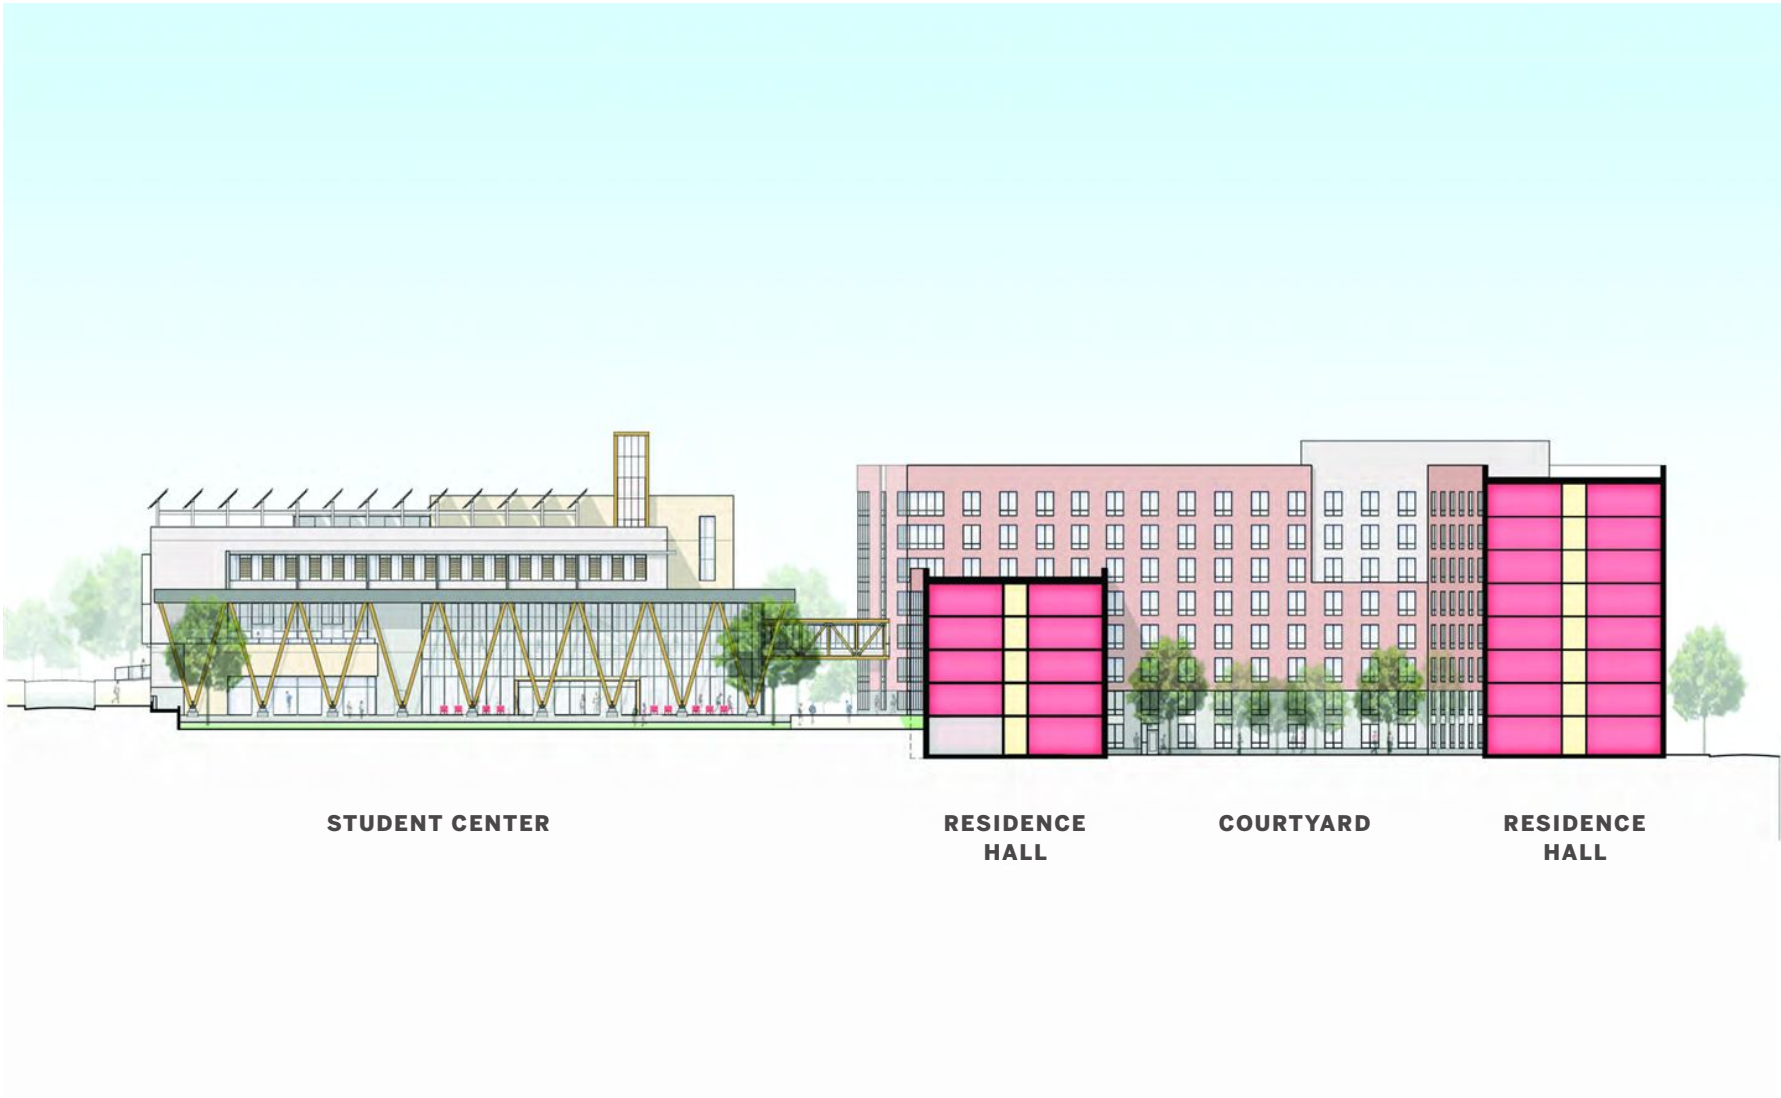 STUDENT CENTER
RESIDENCE
HALL
COURTYARD
RESIDENCE
HALL